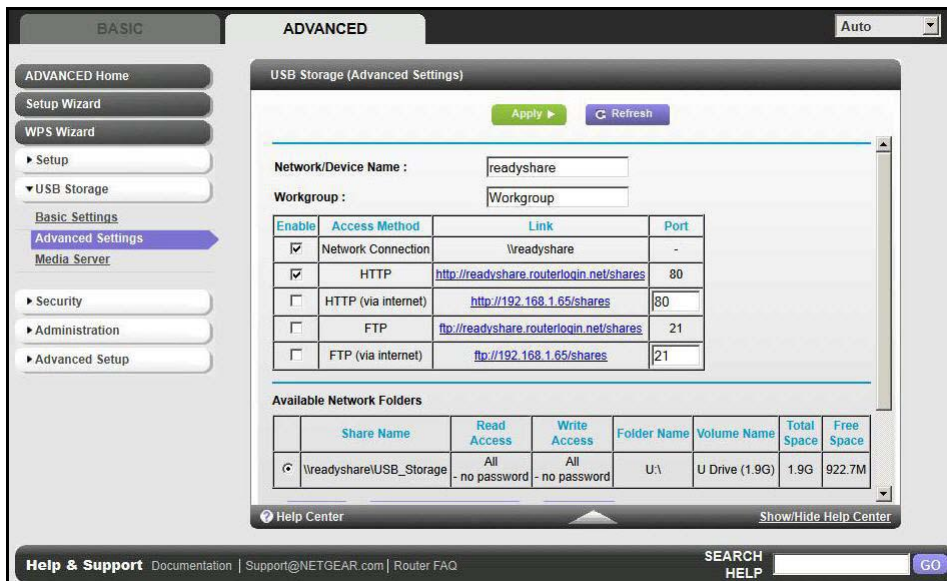 BASIC
ADVANCED
Auto
ADVANCED Home
Setup Wizard
WPS Wizard
Setup
USB Storage
Basic Settings
Advanced Settings
Media Server
Security
Administration
Advanced Setup
USB Storage (Advanced Settings)
Apply
Refresh
Network/Device Name : readyshare
Workgroup : Workgroup
Enable Access Method Link Port
Network Connection \\readyshare -
HTTP http://readyshare.routerlogin.net/shares 80
HTTP (via internet) http://192.168.1.65/shares 80
FTP ftp://readyshare.routerlogin.net/shares 21
FTP (via internet) ftp://192.168.1.65/shares 21
Available Network Folders
Share Name Read Access Write Access Folder Name Volume Name Total Space Free Space
\\readyshare\USB_Storage All - no password All - no password U:\ U Drive (1.9G) 1.9G 922.7M
Help Center
Show/Hide Help Center
Help & Support Documentation | Support@NETGEAR.com | Router FAQ
SEARCH HELP
GO